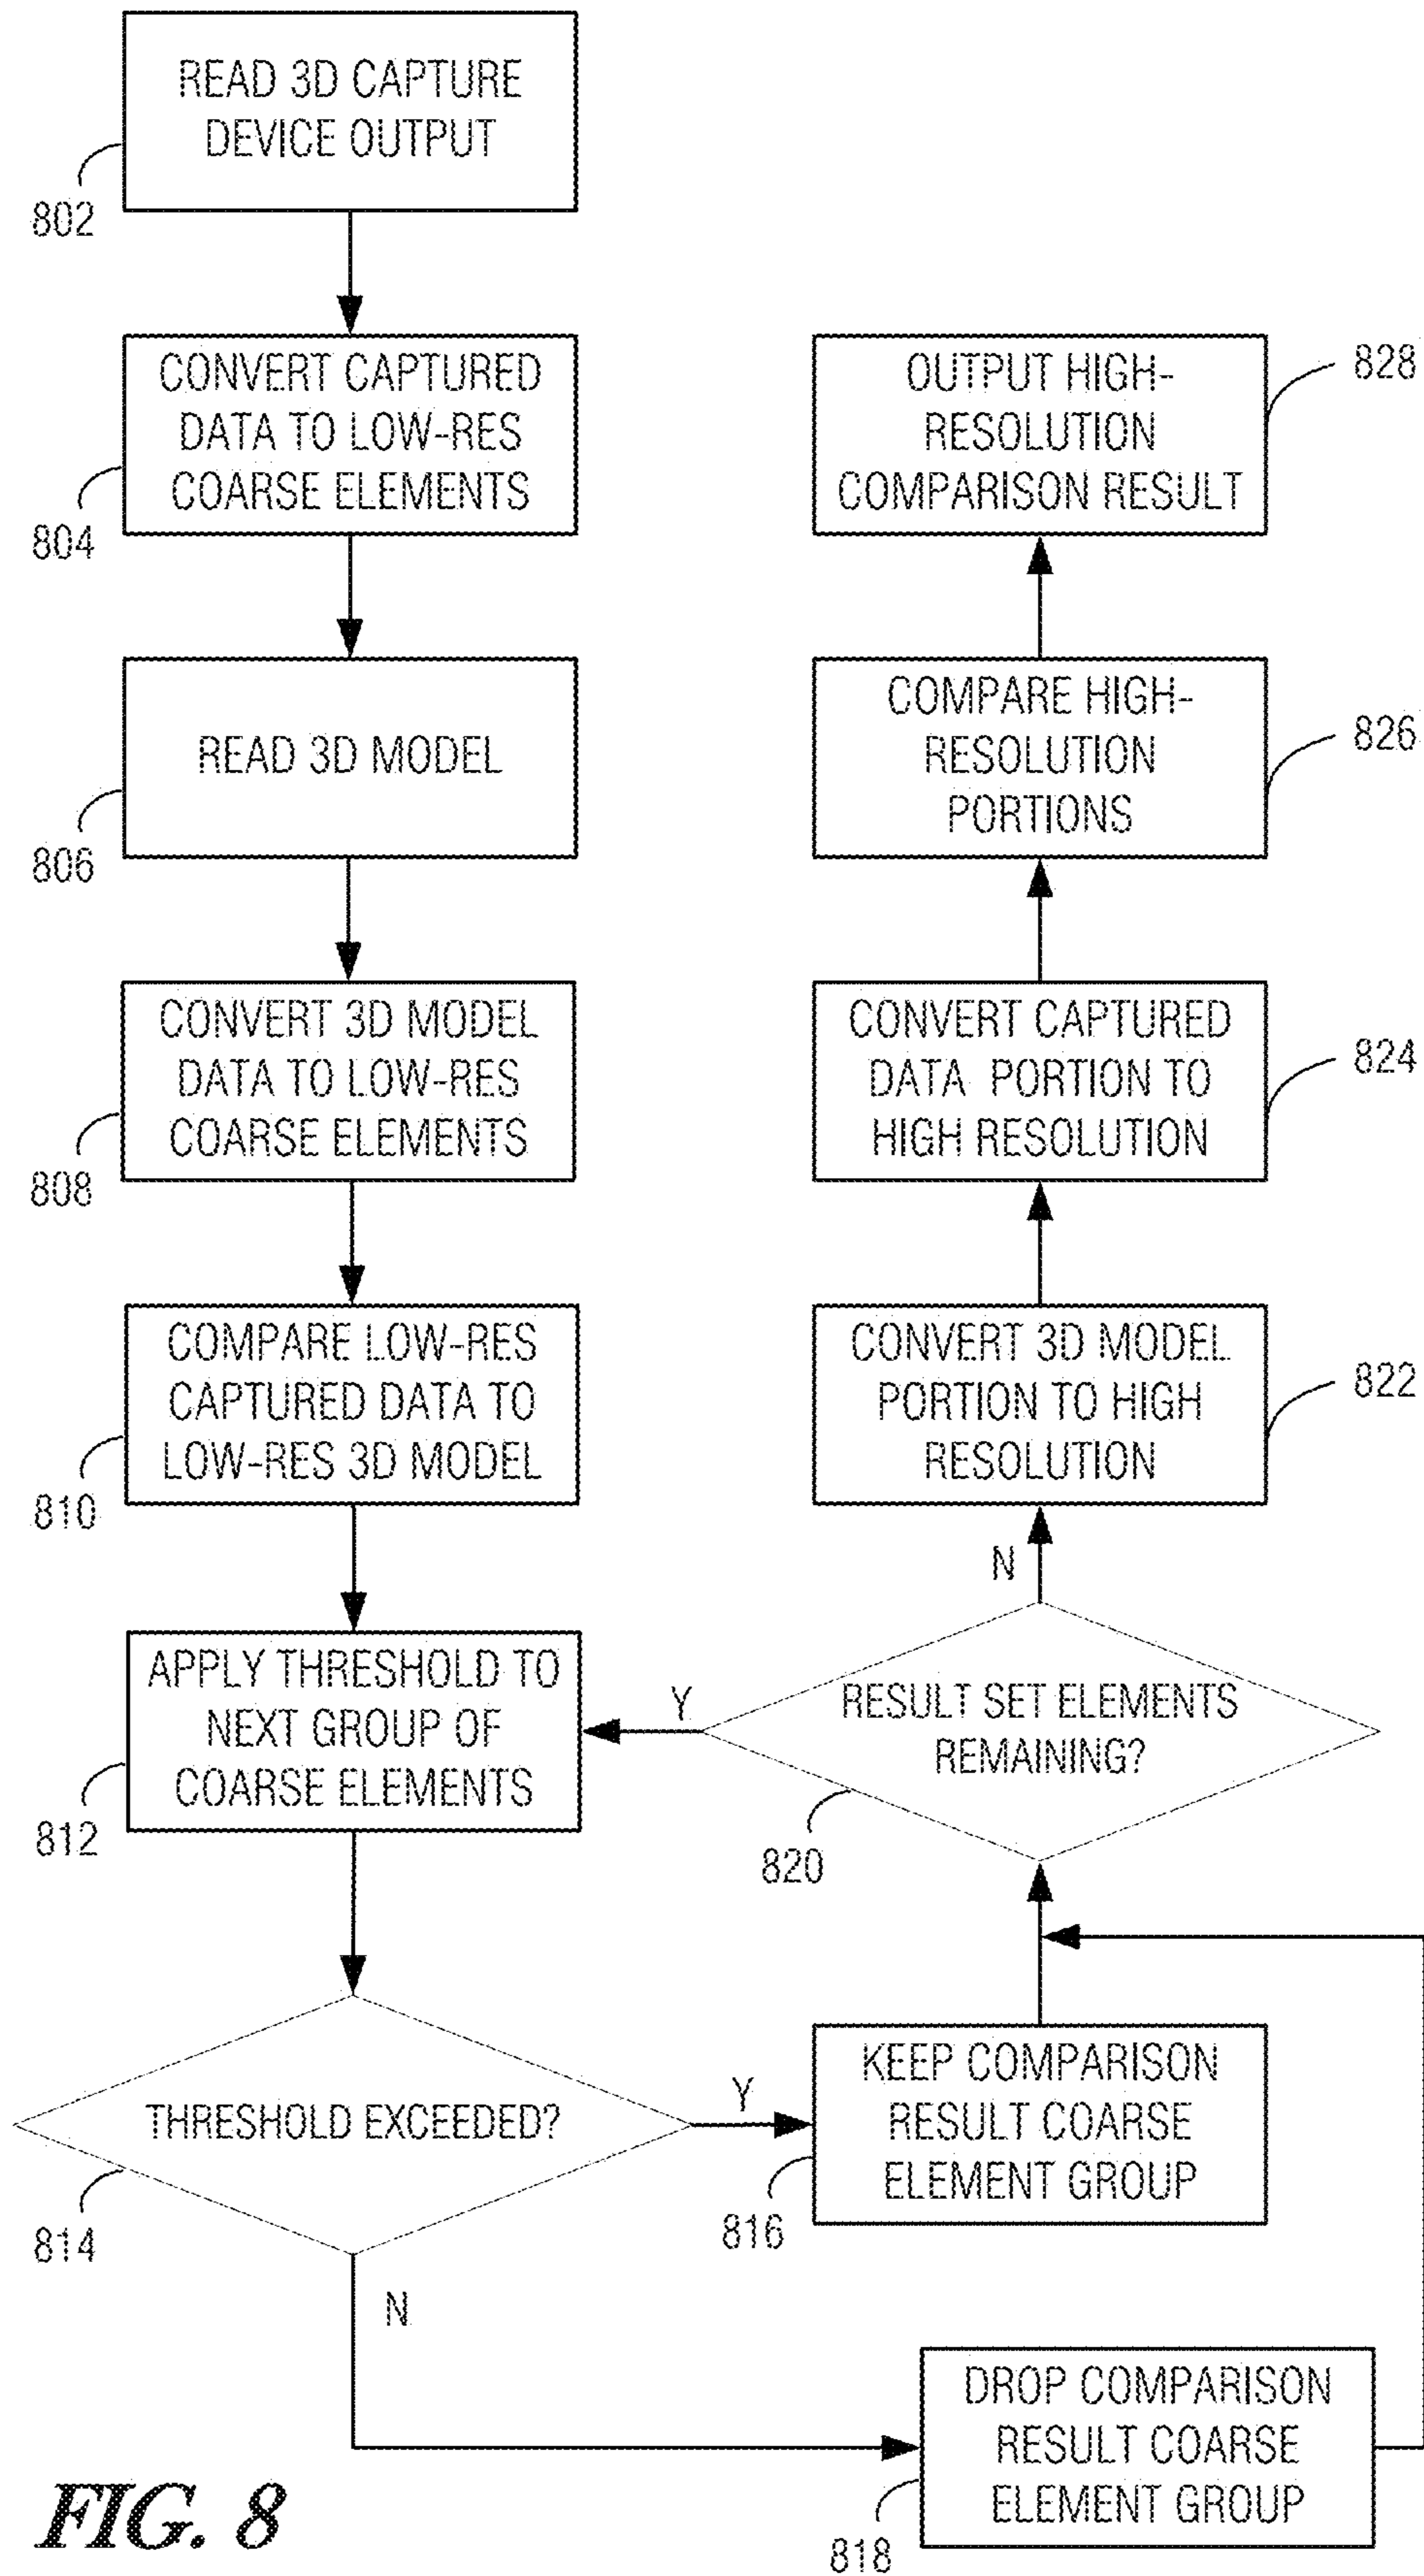 READ 3D CAPTURE
DEVICE OUTPUT
802
CONVERT CAPTURED
DATA TO LOW-RES
COARSE ELEMENTS
804
READ 3D MODEL
806
CONVERT 3D MODEL
DATA TO LOW-RES
COARSE ELEMENTS
808
COMPARE LOW-RES
CAPTURED DATA TO
LOW-RES 3D MODEL
810
APPLY THRESHOLD TO
NEXT GROUP OF
COARSE ELEMENTS
812
THRESHOLD EXCEEDED?
814
Y
N
KEEP COMPARISON
RESULT COARSE
ELEMENT GROUP
816
DROP COMPARISON
RESULT COARSE
ELEMENT GROUP
818
RESULT SET ELEMENTS
REMAINING?
820
Y
N
CONVERT 3D MODEL
PORTION TO HIGH
RESOLUTION
822
CONVERT CAPTURED
DATA PORTION TO
HIGH RESOLUTION
824
COMPARE HIGH-
RESOLUTION
PORTIONS
826
OUTPUT HIGH-
RESOLUTION
COMPARISON RESULT
828
FIG. 8